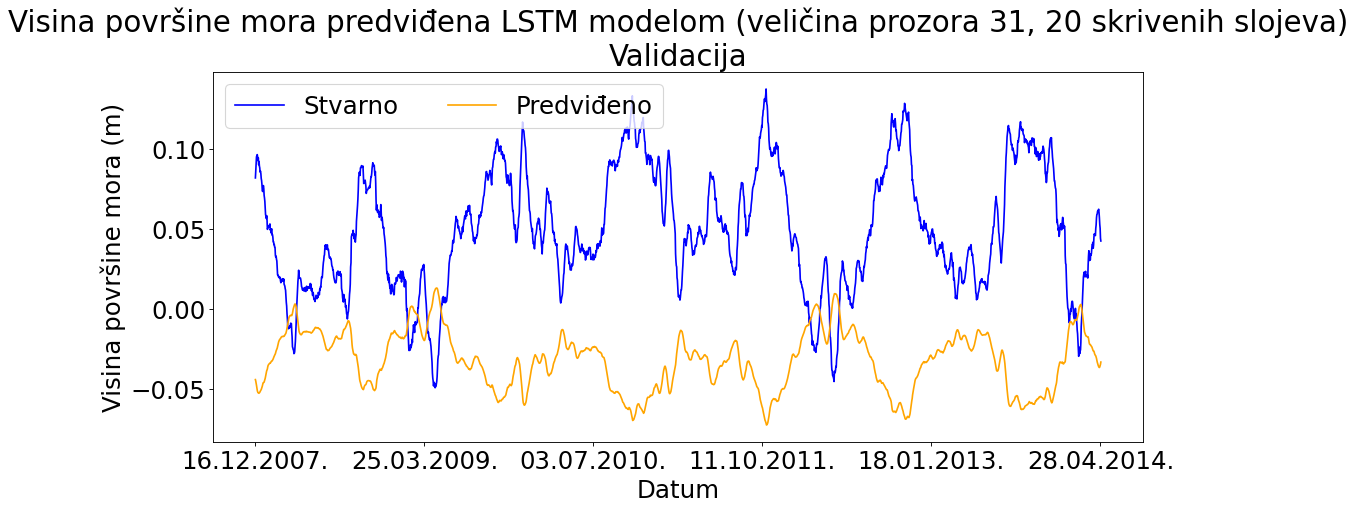 Visina površine mora predviđena LSTM modelom (veličina prozora 31, 20 skrivenih slojeva)
Validacija
Stvarno Predviđeno
Visina površine mora (m)
0.10
0.05
0.00
−0.05
16.12.2007. 25.03.2009. 03.07.2010. 11.10.2011. 18.01.2013. 28.04.2014.
Datum